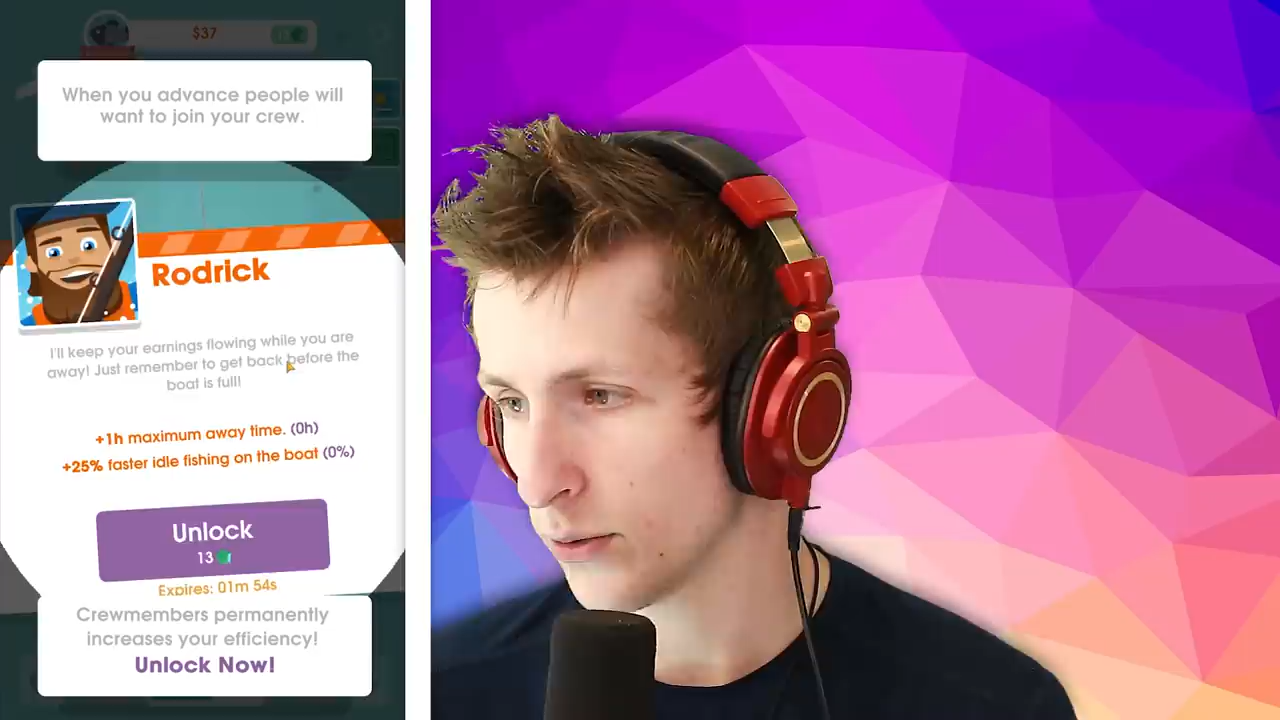 $37
When you advance people will
want to join your crew.
Rodrick
I'll keep your earnings flowing while you are
away! Just remember to get back before the
boat is full!
+1h maximum away time. (0h)
+25% faster idle fishing on the boat (0%)
Unlock
13
Expires: 01m 54s
Crewmembers permanently
increases your efficiency!
Unlock Now!